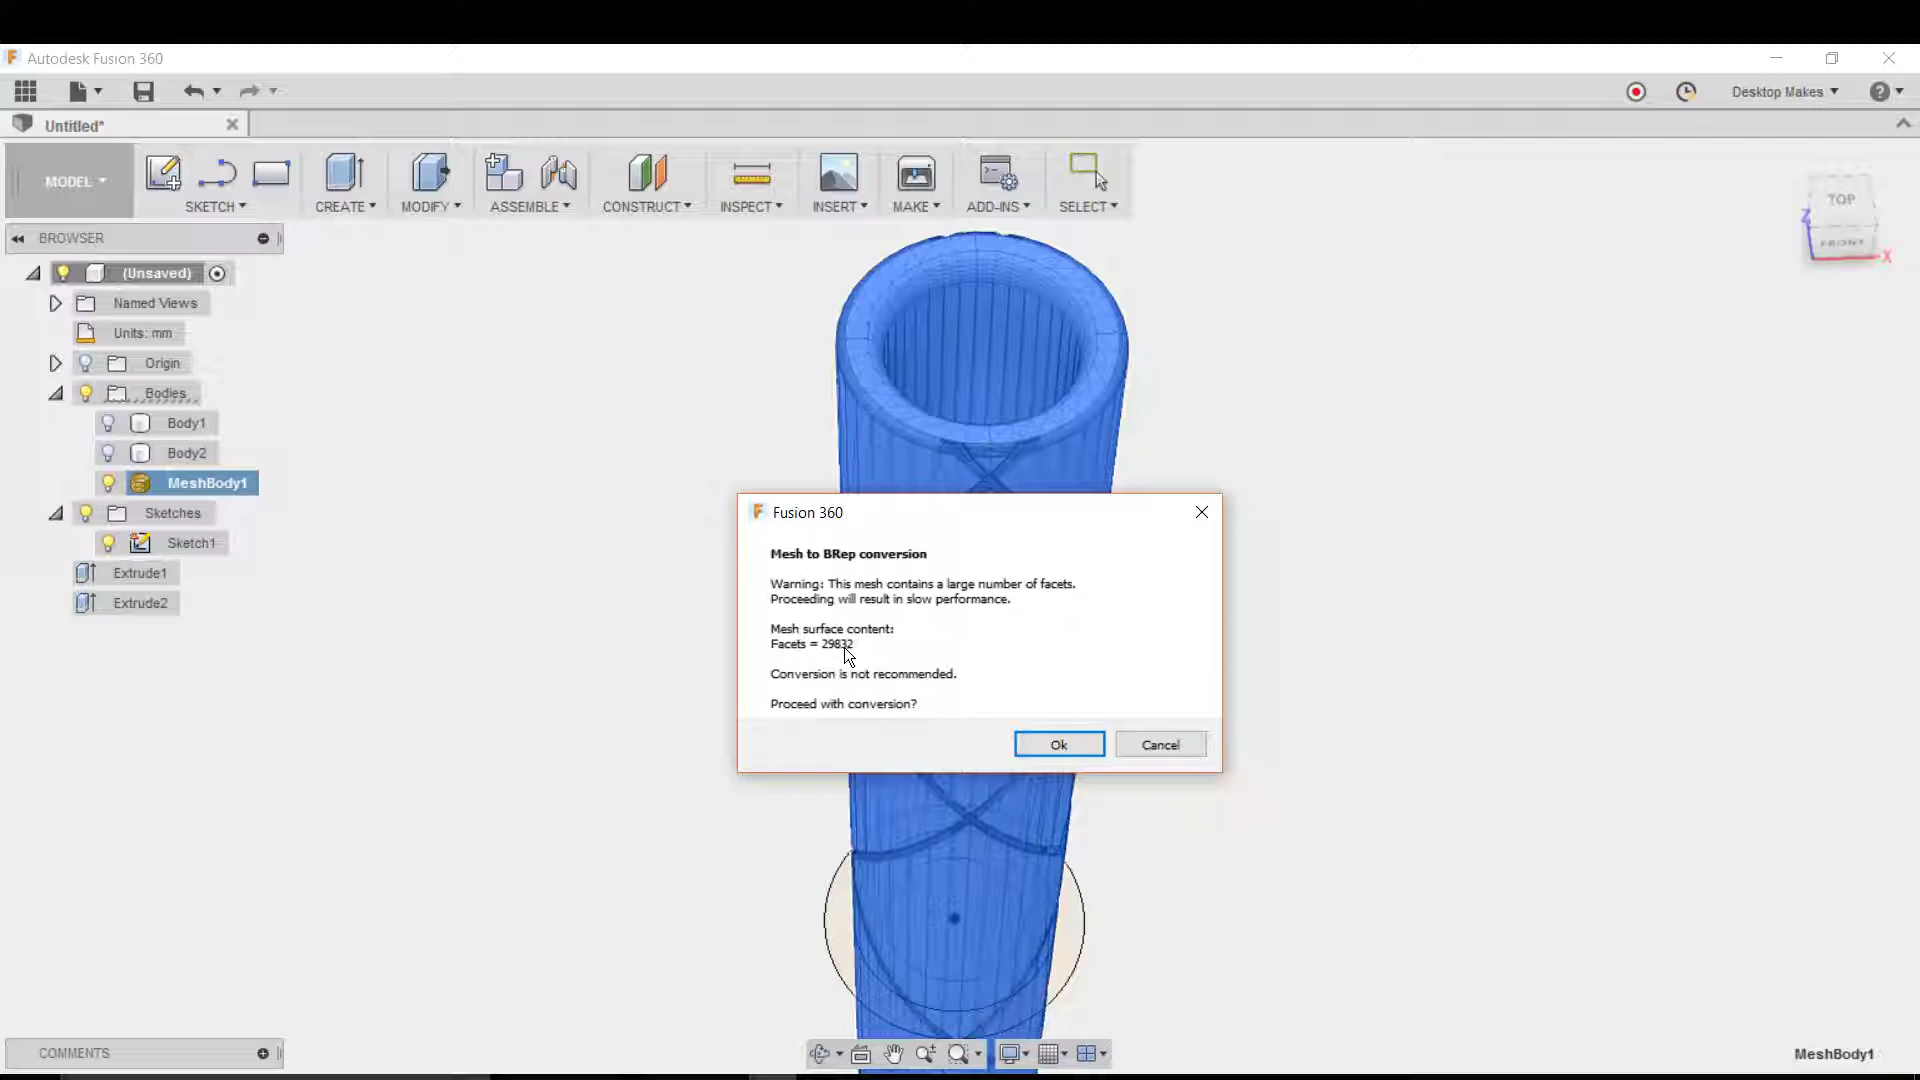 Autodesk Fusion 360
Desktop Makes
Untitled*
MODEL
SKETCH
CREATE
MODIFY
ASSEMBLE
CONSTRUCT
INSPECT
INSERT
MAKE
ADD-INS
SELECT
TOP
FRONT
Z
X
BROWSER
(Unsaved)
Named Views
Units: mm
Origin
Bodies
Body1
Body2
MeshBody1
Sketches
Sketch1
Extrude1
Extrude2
Fusion 360
Mesh to BRep conversion
Warning: This mesh contains a large number of facets.
Proceeding will result in slow performance.
Mesh surface content:
Facets = 29832
Conversion is not recommended.
Proceed with conversion?
Ok
Cancel
COMMENTS
MeshBody1